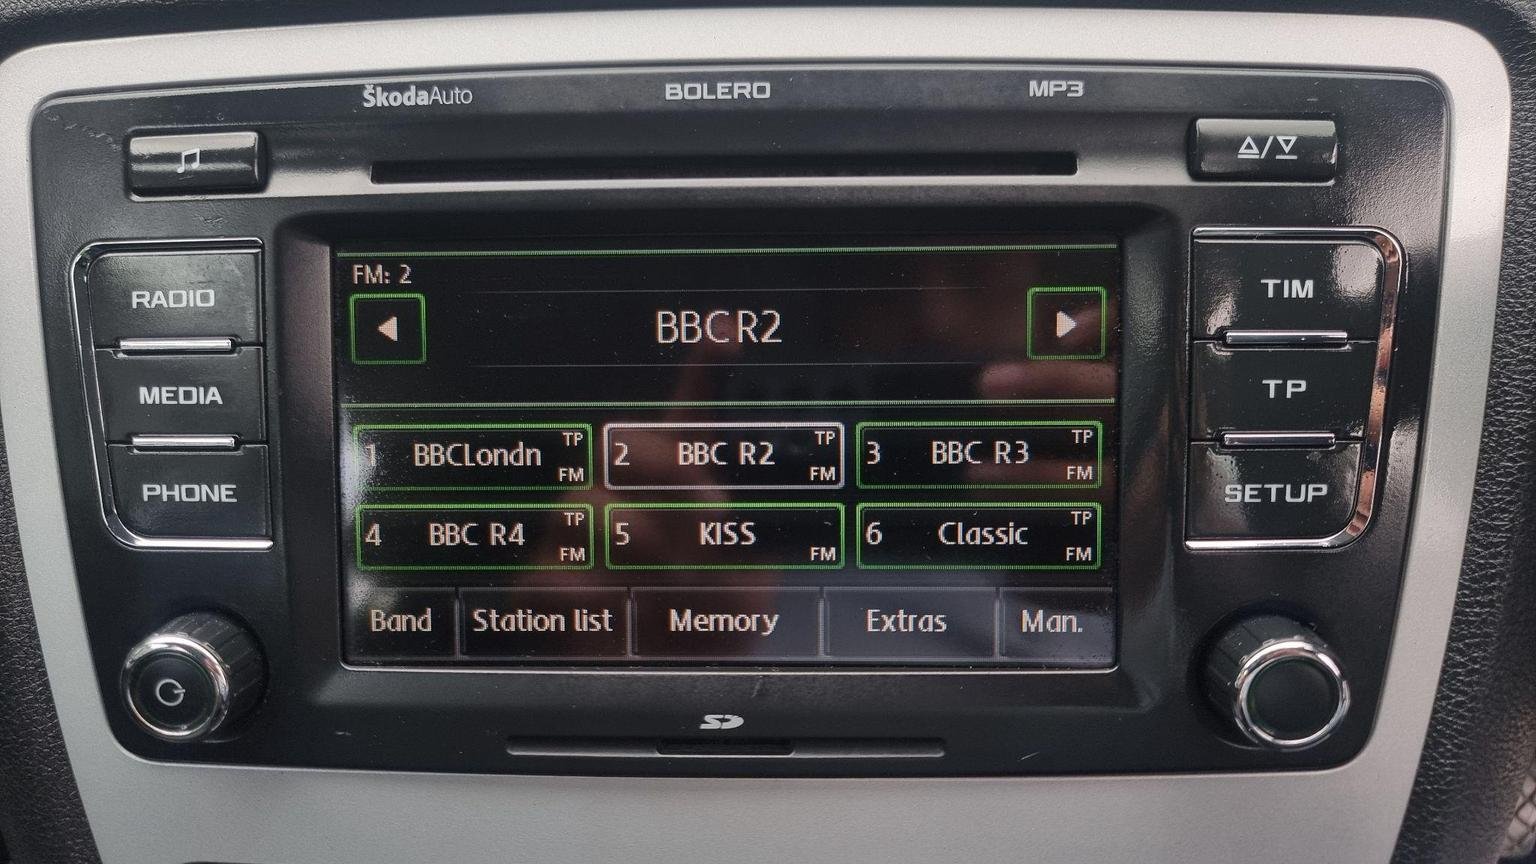 ŠkodaAuto BOLERO MP3
RADIO
MEDIA
PHONE
FM: 2
BBC R2
1 BBCLondn TP FM
2 BBC R2 TP FM
3 BBC R3 TP FM
4 BBC R4 TP FM
5 KISS FM
6 Classic TP FM
Band Station list Memory Extras Man.
TIM
TP
SETUP
SD